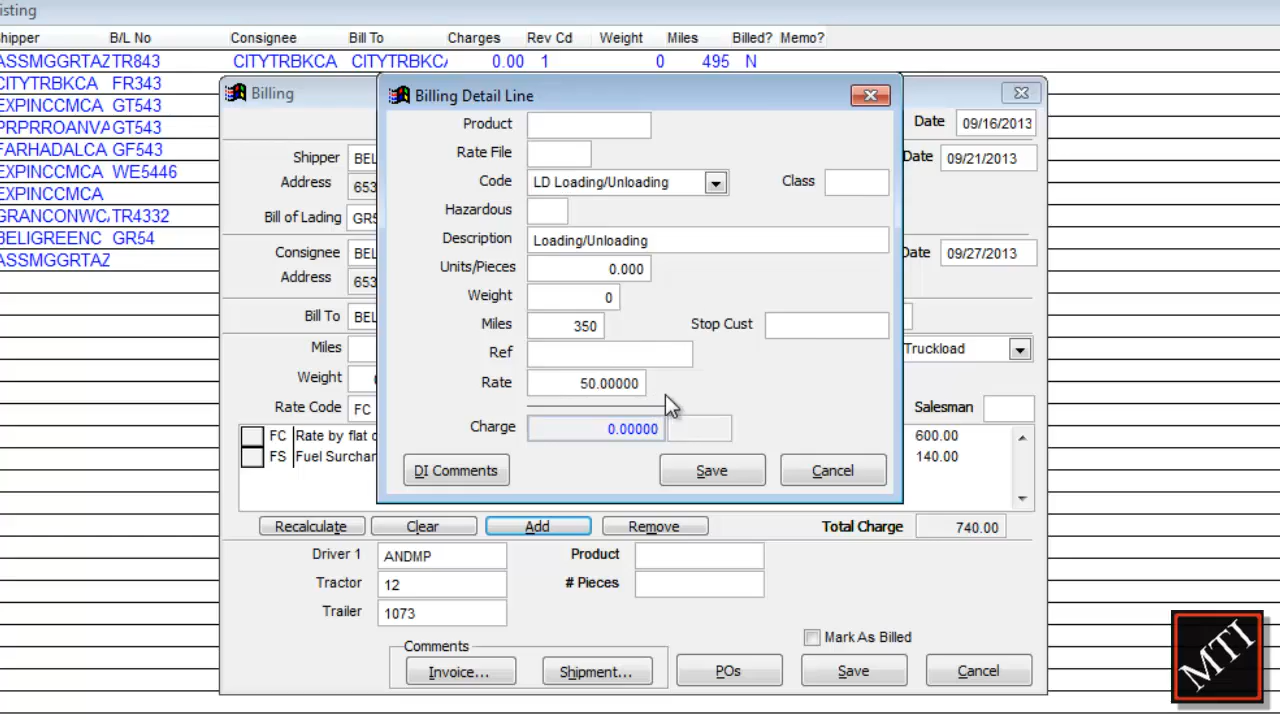 isting
hipper B/L No Consignee Bill To Charges Rev Cd Weight Miles Billed? Memo?
ASSMGGRTAZ TR843 CITYTRBKCA CITYTRBKCA 0.00 1 0 495 N
CITYTRBKCA FR343
EXPINCCMCA GT543
PRPRROANVA GT543
FARHADALCA GF543
EXPINCCMCA WE5446
EXPINCCMCA
GRANCONWCA TR4332
BELIGREENC GR54
ASSMGGRTAZ
Billing
Date 09/16/2013
Shipper BEL
Date 09/21/2013
Address 653
Bill of Lading GR5
Consignee BEL
Date 09/27/2013
Address 653
Bill To BEL
Miles
Truckload
Weight
Rate Code FC
Salesman
FC Rate by flat c 600.00
FS Fuel Surchar 140.00
Billing Detail Line
Product
Rate File
Code LD Loading/Unloading Class
Hazardous
Description Loading/Unloading
Units/Pieces 0.000
Weight 0
Miles 350 Stop Cust
Ref
Rate 50.00000
Charge 0.00000
DI Comments Save Cancel
Recalculate Clear Add Remove Total Charge 740.00
Driver 1 ANDMP Product
Tractor 12 # Pieces
Trailer 1073
Mark As Billed
Comments
Invoice... Shipment... POs Save Cancel
MTI